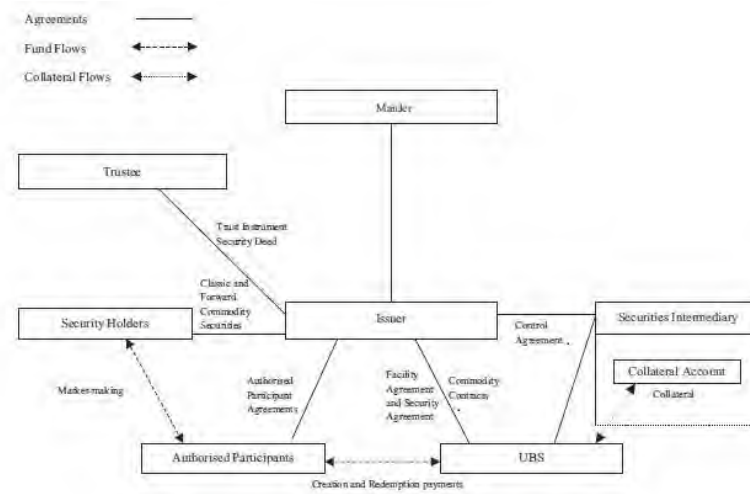 Agreements
Fund Flows
Collateral Flows
ManJer
Trustee
Trust Instrument
Security Deed
Classic and
Forward
Commodity
Securities
Security Holders
Issuer
Securities Intermediary
Control
Agreement
Collateral Account
Collateral
Market-making
Authorised
Participant
Agreements
Facility
Agreement
and Security
Agreement
Commodity
Contracts
Authorised Participants
UBS
Creation and Redemption payments